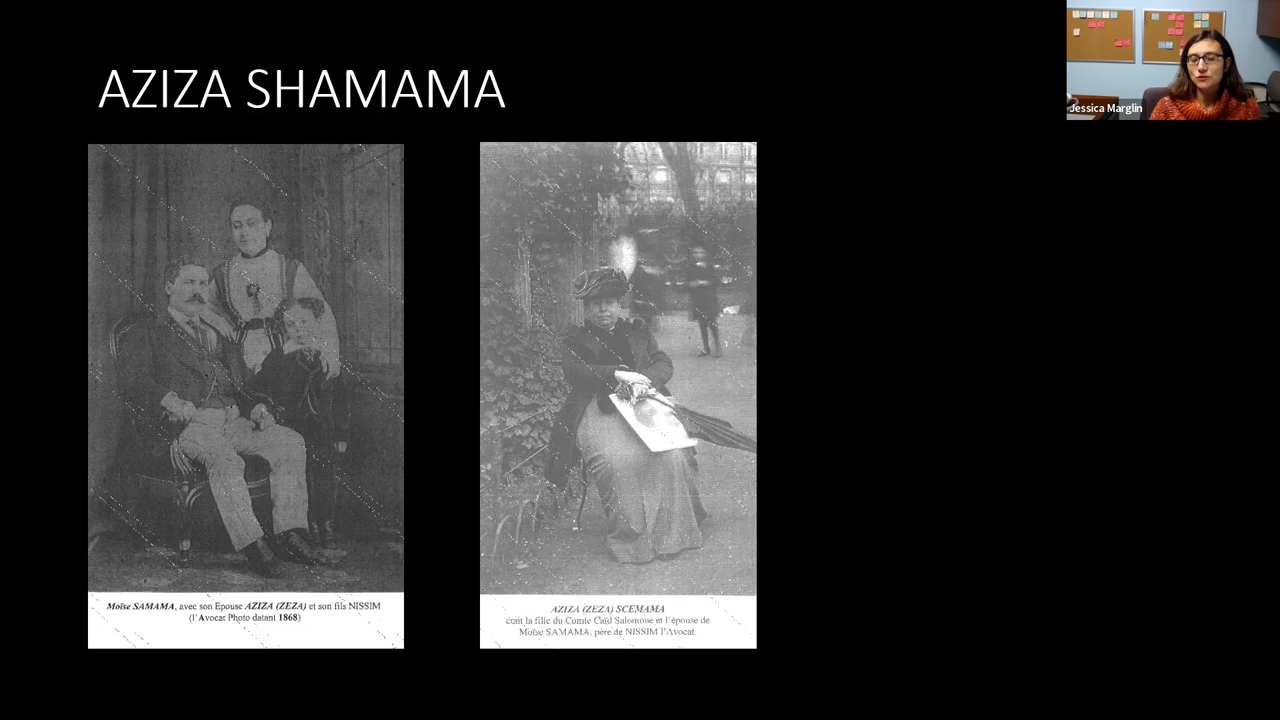 AZIZA SHAMAMA
Jessica Marglin
Moïse SAMAMA, avec son Epouse AZIZA (ZEZA) et son fils NISSIM
(l'Avocat Photo datant 1868)
AZIZA (ZEZA) SCEMAMA
était la fille du Comte Caïd Salomone et l'épouse de
Moïse SAMAMA, père de NISSIM l'Avocat.